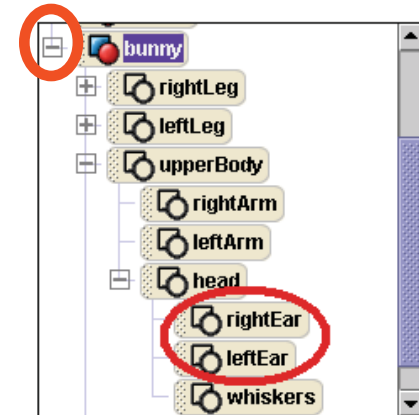 bunny
rightLeg
leftLeg
upperBody
rightArm
leftArm
head
rightEar
leftEar
whiskers